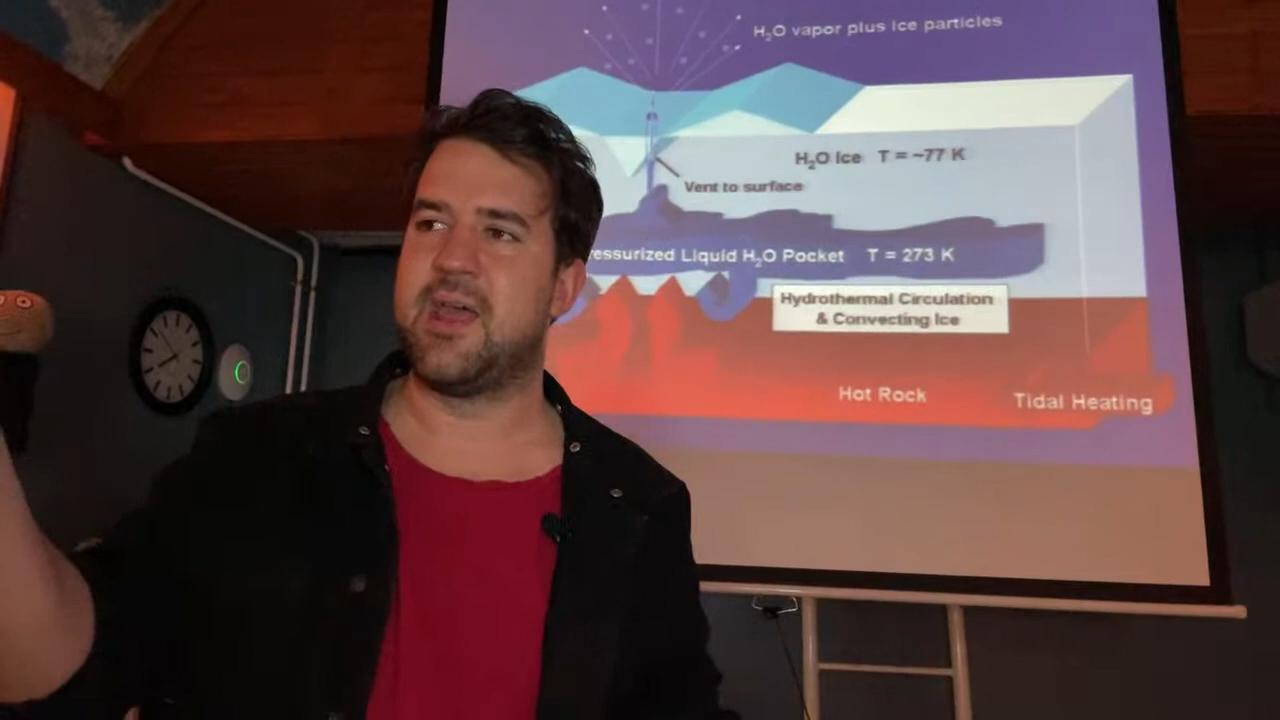 H₂O vapor plus ice particles
H₂O Ice T = ~77 K
Vent to surface
ressurized Liquid H₂O Pocket T = 273 K
Hydrothermal Circulation
& Convecting Ice
Hot Rock
Tidal Heating